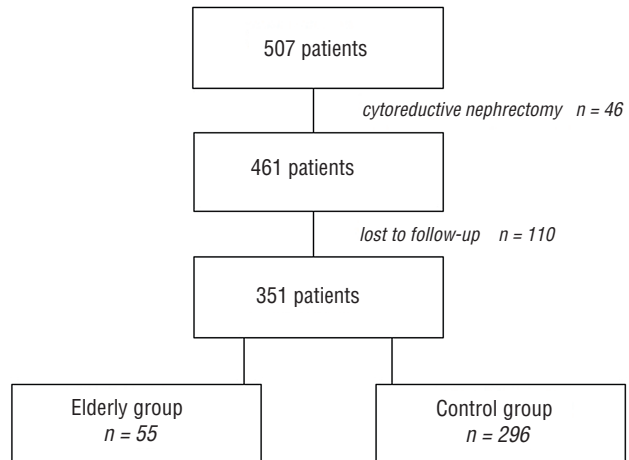 507 patients
cytoreductive nephrectomy n = 46
461 patients
lost to follow-up n = 110
351 patients
Elderly group
n = 55
Control group
n = 296